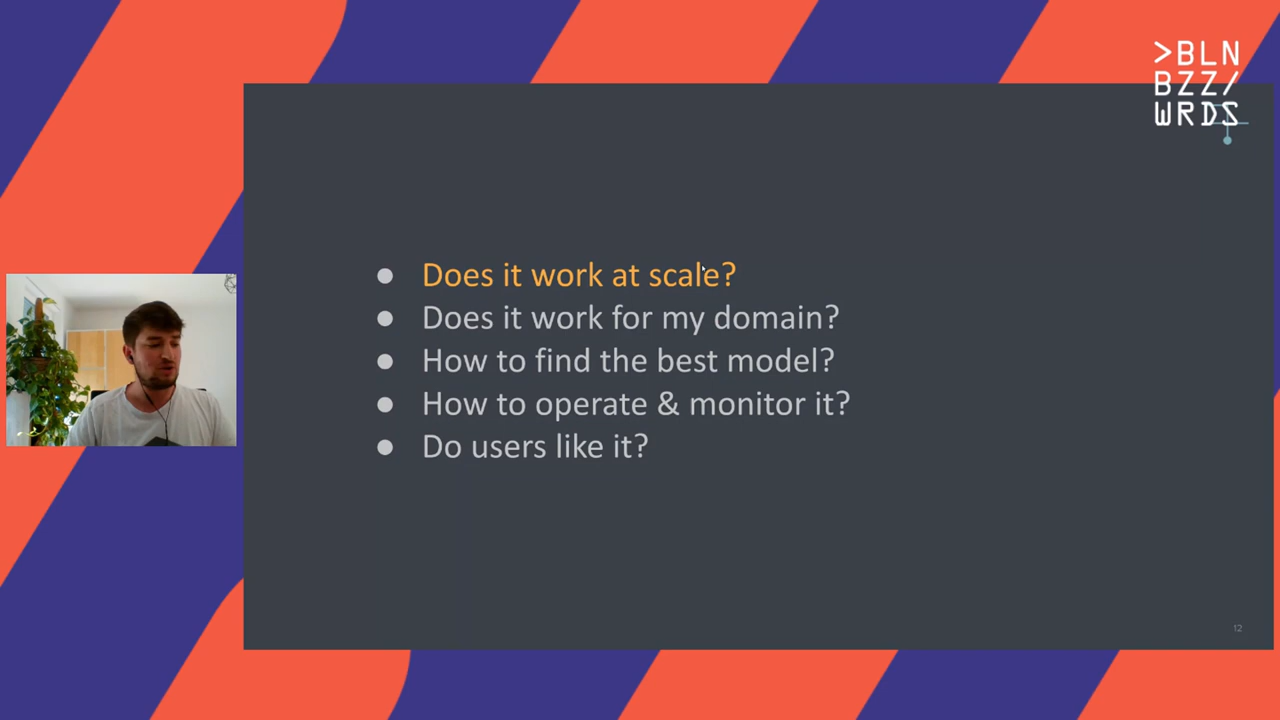 >BLN
BZZ/
WRDS
● Does it work at scale?
● Does it work for my domain?
● How to find the best model?
● How to operate & monitor it?
● Do users like it?
12